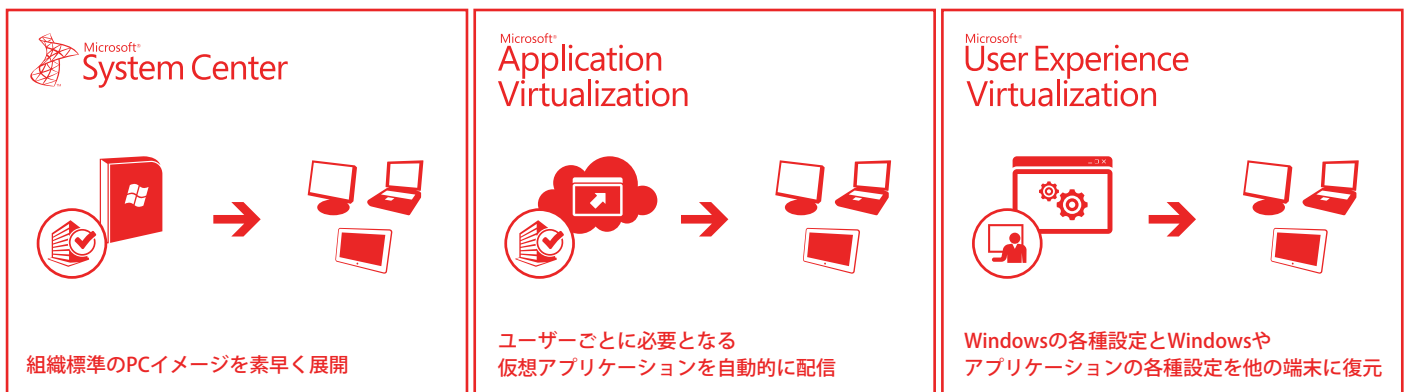 Microsoft®
System Center
組織標準のPCイメージを素早く展開
Microsoft®
Application
Virtualization
ユーザーごとに必要となる
仮想アプリケーションを自動的に配信
Microsoft®
User Experience
Virtualization
Windowsの各種設定とWindowsや
アプリケーションの各種設定を他の端末に復元